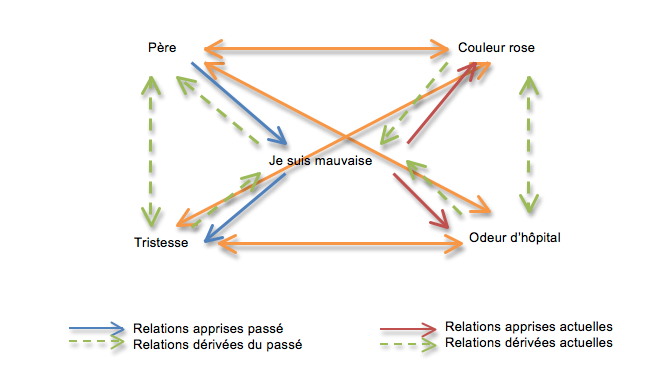 Père
Couleur rose
Je suis mauvaise
Tristesse
Odeur d'hôpital
Relations apprises passé
Relations dérivées du passé
Relations apprises actuelles
Relations dérivées actuelles